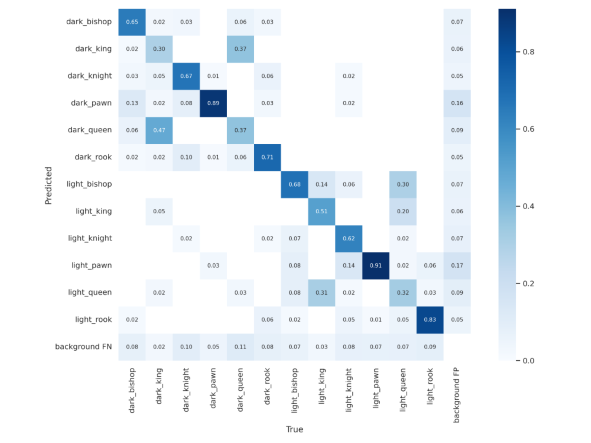 dark_bishop 0.65 0.02 0.03 0.06 0.03 0.07
dark_king 0.02 0.30 0.37 0.06
dark_knight 0.03 0.05 0.67 0.01 0.06 0.02 0.05
dark_pawn 0.13 0.02 0.08 0.89 0.03 0.02 0.16
dark_queen 0.06 0.47 0.37 0.09
dark_rook 0.02 0.02 0.10 0.01 0.06 0.71 0.05
light_bishop 0.68 0.14 0.06 0.30 0.07
light_king 0.05 0.51 0.20 0.06
light_knight 0.02 0.02 0.07 0.62 0.02 0.07
light_pawn 0.03 0.08 0.14 0.91 0.02 0.06 0.17
light_queen 0.02 0.03 0.08 0.31 0.02 0.32 0.03 0.09
light_rook 0.02 0.06 0.02 0.05 0.01 0.05 0.83 0.05
background FN 0.08 0.02 0.10 0.05 0.11 0.08 0.07 0.03 0.08 0.07 0.07 0.09
dark_bishop
dark_king
dark_knight
dark_pawn
dark_queen
dark_rook
light_bishop
light_king
light_knight
light_pawn
light_queen
light_rook
background FP
True
Predicted
0.8
0.6
0.4
0.2
0.0